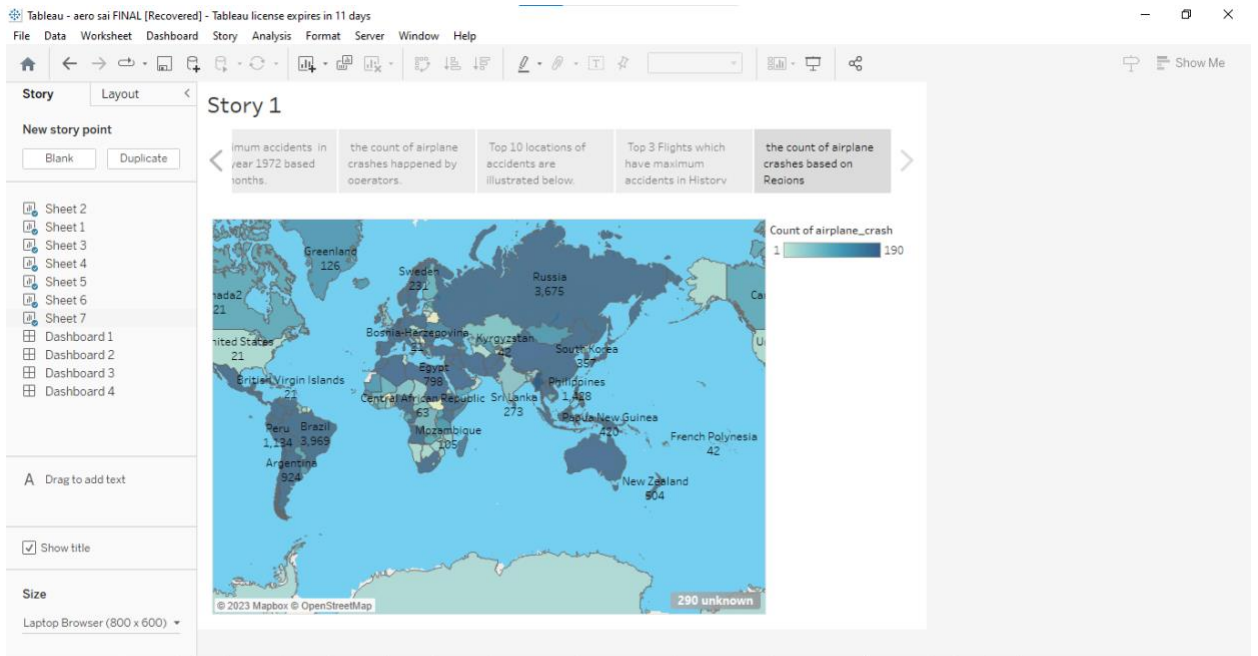 Tableau - aero sai FINAL [Recovered] - Tableau license expires in 11 days
File Data Worksheet Dashboard Story Analysis Format Server Window Help
Show Me
Story Layout
New story point
Blank Duplicate
Sheet 2
Sheet 1
Sheet 3
Sheet 4
Sheet 5
Sheet 6
Sheet 7
Dashboard 1
Dashboard 2
Dashboard 3
Dashboard 4
A Drag to add text
Show title
Size
Laptop Browser (800 x 600)
Story 1
imum accidents in
year 1972 based
onths.
the count of airplane
crashes happened by
operators.
Top 10 locations of
accidents are
illustrated below.
Top 3 Flights which
have maximum
accidents in History
the count of airplane
crashes based on
Regions
Count of airplane_crash
1 190
Greenland
126
Sweden
231
Russia
3,675
nada2
21
Ca
nited States
21
Bosnia-Herzegovina
Kyrgyzstan
42
South Korea
357
British Virgin Islands
21
Egypt
798
Philippines
1,428
Central African Republic
63
Sri Lanka
273
Papua New Guinea
420
Peru
1,134
Brazil
3,969
Mozambique
105
French Polynesia
42
Argentina
924
New Zealand
504
© 2023 Mapbox © OpenStreetMap
290 unknown